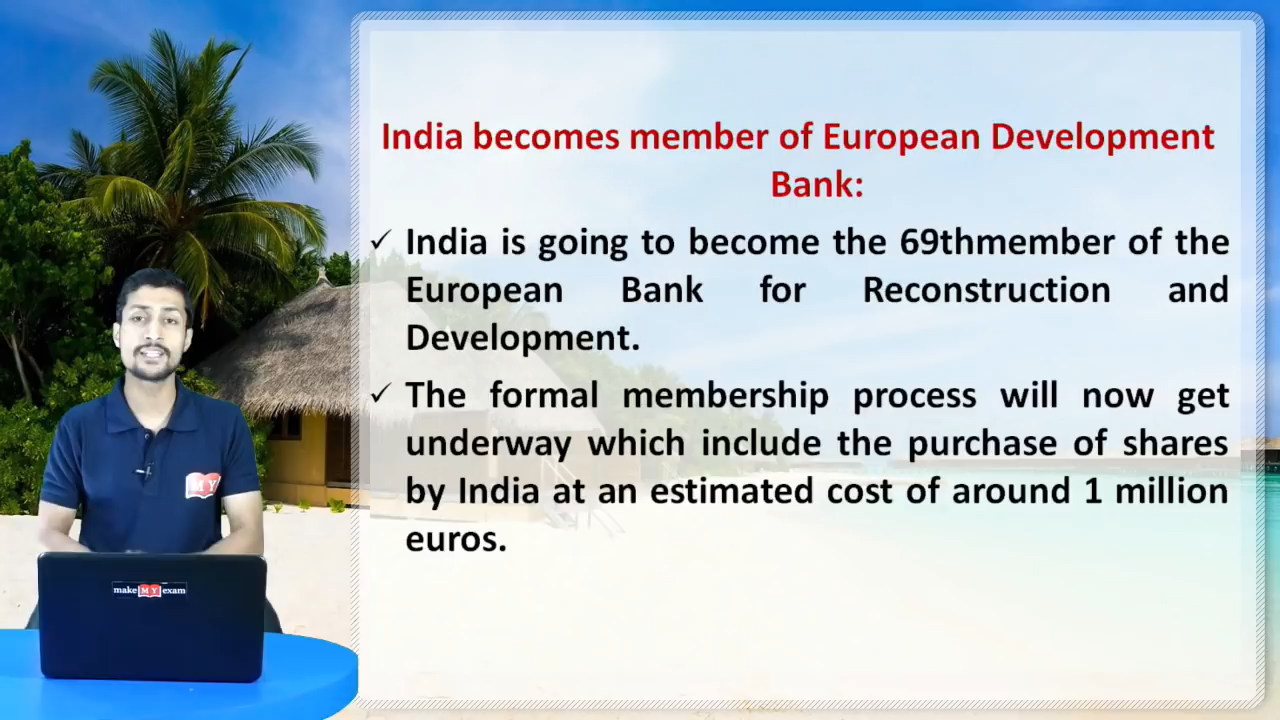 India becomes member of European Development
Bank:
✓ India is going to become the 69thmember of the
European Bank for Reconstruction and
Development.
✓ The formal membership process will now get
underway which include the purchase of shares
by India at an estimated cost of around 1 million
euros.
MY
make MY exam